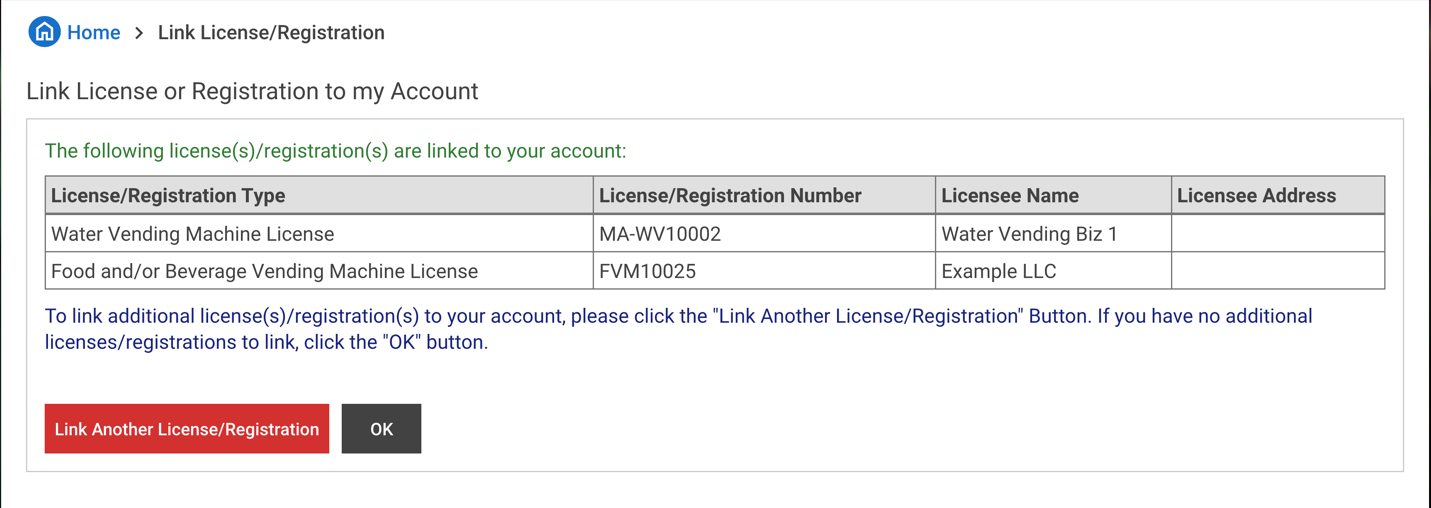 Home > Link License/Registration
Link License or Registration to my Account
The following license(s)/registration(s) are linked to your account:
License/Registration Type License/Registration Number Licensee Name Licensee Address
Water Vending Machine License MA-WV10002 Water Vending Biz 1
Food and/or Beverage Vending Machine License FVM10025 Example LLC
To link additional license(s)/registration(s) to your account, please click the "Link Another License/Registration" Button. If you have no additional
licenses/registrations to link, click the "OK" button.
Link Another License/Registration OK